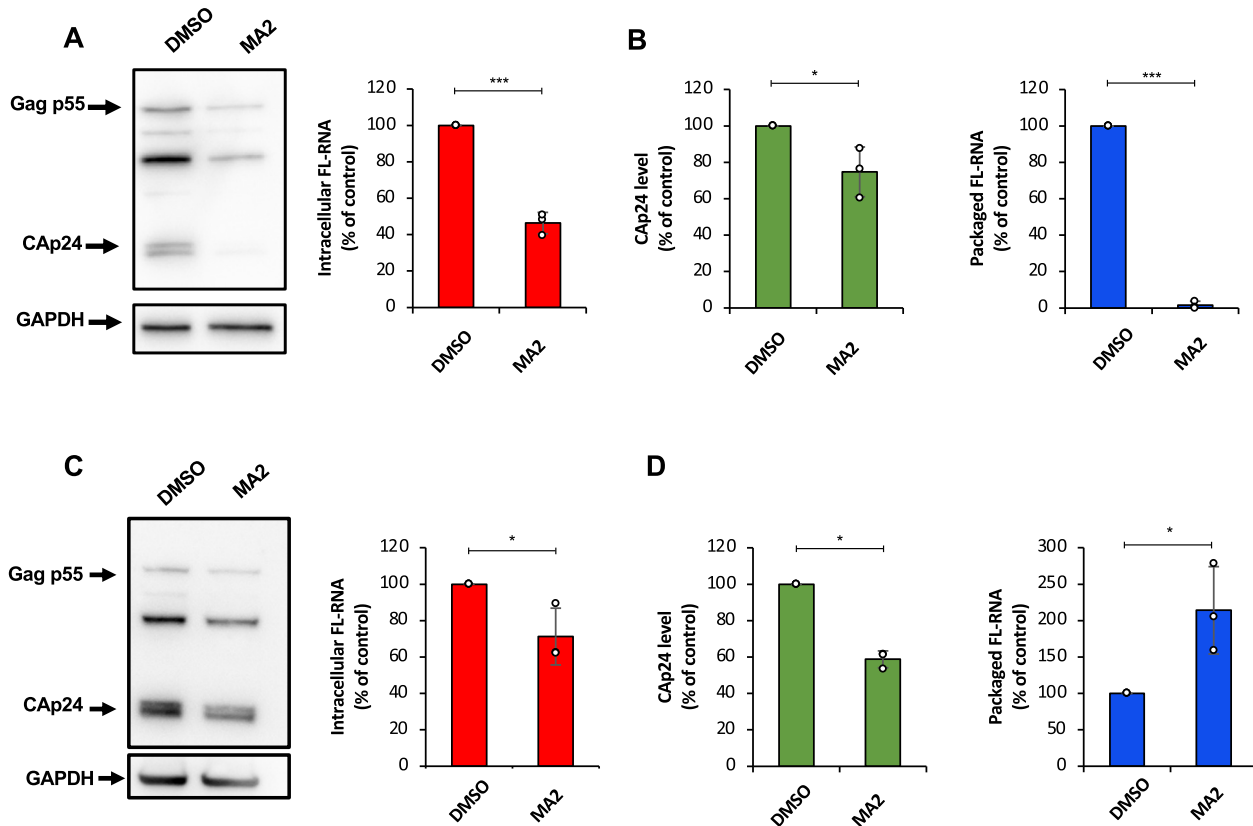 A
DMSO
MA2
Gag p55
CAp24
GAPDH
Intracellular FL-RNA
(% of control)
120
100
80
60
40
20
0
***
DMSO
MA2
B
CAp24 level
(% of control)
120
100
80
60
40
20
0
*
DMSO
MA2
Packaged FL-RNA
(% of control)
120
100
80
60
40
20
0
***
DMSO
MA2
C
DMSO
MA2
Gag p55
CAp24
GAPDH
Intracellular FL-RNA
(% of control)
120
100
80
60
40
20
0
*
DMSO
MA2
D
CAp24 level
(% of control)
120
100
80
60
40
20
0
*
DMSO
MA2
Packaged FL-RNA
(% of control)
300
250
200
150
100
50
0
*
DMSO
MA2